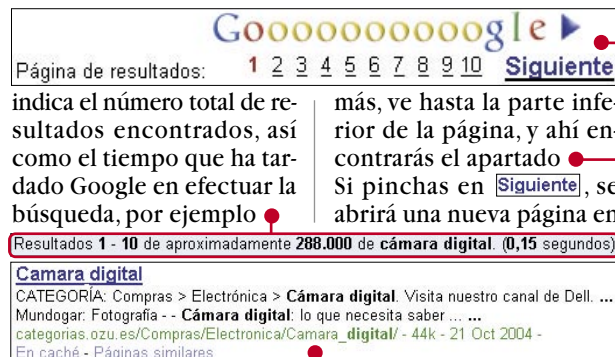 Goooooooooogle
Página de resultados: 1 2 3 4 5 6 7 8 9 10 Siguiente
indica el número total de re-
sultados encontrados, así
como el tiempo que ha tar-
dado Google en efectuar la
búsqueda, por ejemplo
más, ve hasta la parte infe-
rior de la página, y ahí en-
contrarás el apartado
Si pinchas en Siguiente, se
abrirá una nueva página en
Resultados 1 - 10 de aproximadamente 288.000 de cámara digital. (0,15 segundos)
Camara digital
CATEGORÍA: Compras > Electrónica > Cámara digital. Visita nuestro canal de Dell. ...
Mundogar: Fotografía - - Cámara digital: lo que necesita saber ... ...
categorias.ozu.es/Compras/Electronica/Camara_digital/ - 44k - 21 Oct 2004 -
En caché - Páginas similares